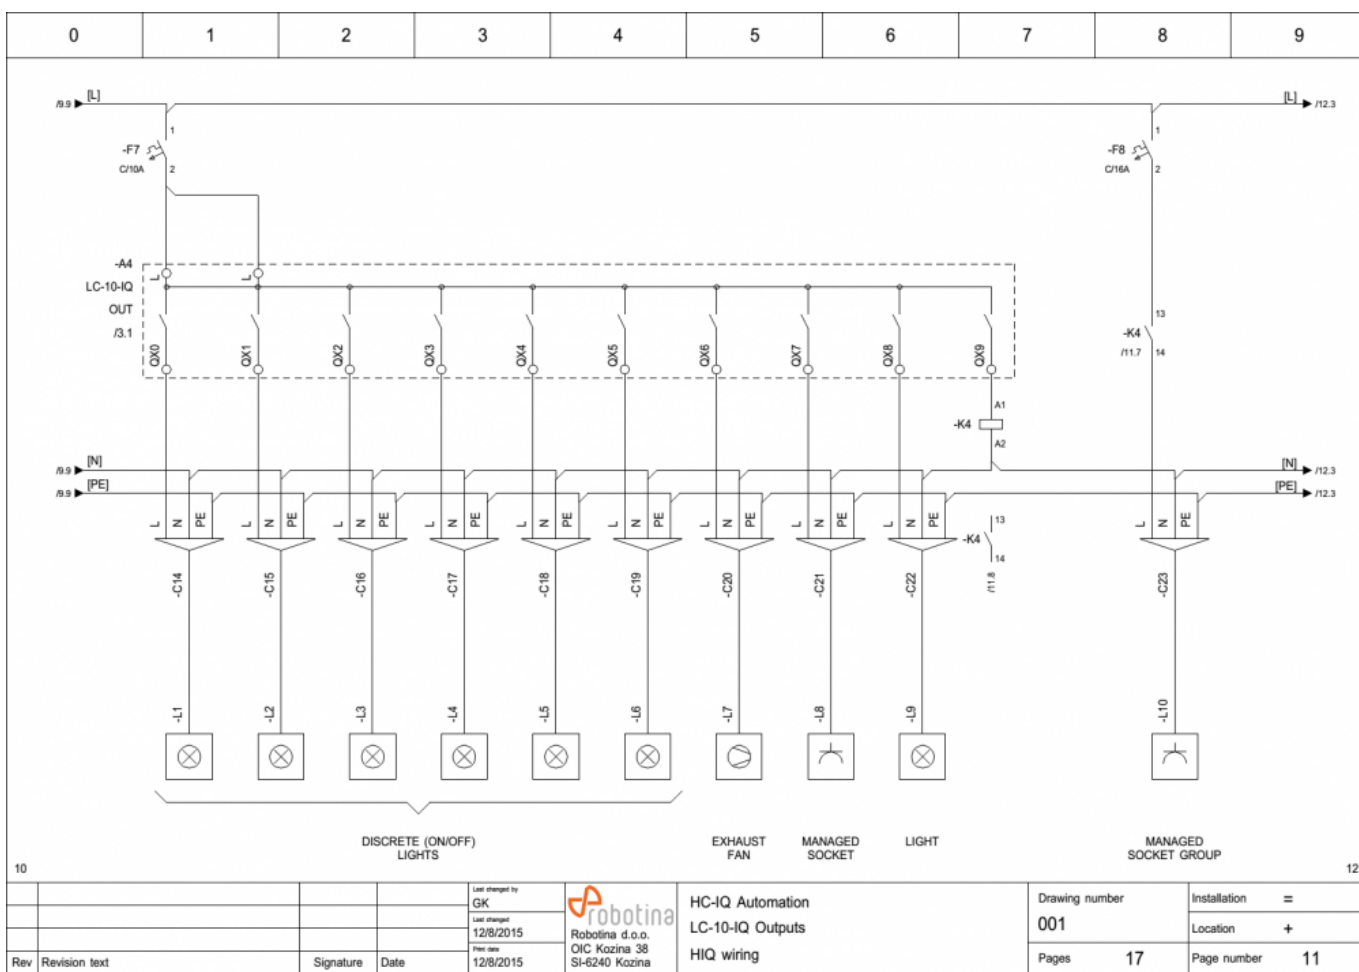 0 1 2 3 4 5 6 7 8 9
/9.9 [L] [L] /12.3
1 1
-F7 -F8
C/10A 2 C/16A 2
-A4 L L
LC-10-IQ
OUT
/3.1
QX0 QX1 QX2 QX3 QX4 QX5 QX6 QX7 QX8 QX9
13
-K4
/11.7 14
A1
-K4
A2
/9.9 [N] [N] /12.3
/9.9 [PE] [PE] /12.3
L N PE L N PE L N PE L N PE L N PE L N PE L N PE L N PE L N PE L N PE
13
-K4
14
/11.8
-C14 -C15 -C16 -C17 -C18 -C19 -C20 -C21 -C22 -C23
-L1 -L2 -L3 -L4 -L5 -L6 -L7 -L8 -L9 -L10
DISCRETE (ON/OFF)
LIGHTS
EXHAUST
FAN
MANAGED
SOCKET
LIGHT
MANAGED
SOCKET GROUP
10 12
Rev Revision text Signature Date
Last changed by
GK
Last changed
12/8/2015
Print date
12/8/2015
robotina
Robotina d.o.o.
OIC Kozina 38
SI-6240 Kozina
HC-IQ Automation
LC-10-IQ Outputs
HIQ wiring
Drawing number
001
Pages 17
Installation =
Location +
Page number 11